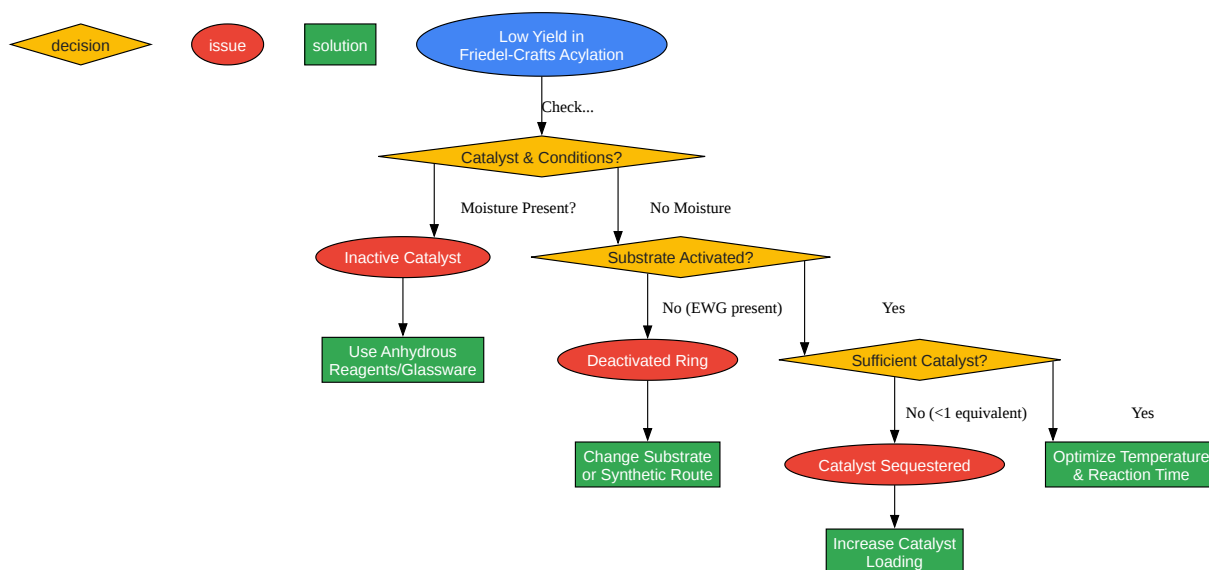 decision
issue
solution
Low Yield in
Friedel-Crafts Acylation
Check...
Catalyst & Conditions?
Moisture Present?
No Moisture
Inactive Catalyst
Substrate Activated?
No (EWG present)
Yes
Use Anhydrous
Reagents/Glassware
Deactivated Ring
Sufficient Catalyst?
No (<1 equivalent)
Yes
Change Substrate
or Synthetic Route
Catalyst Sequestered
Optimize Temperature
& Reaction Time
Increase Catalyst
Loading